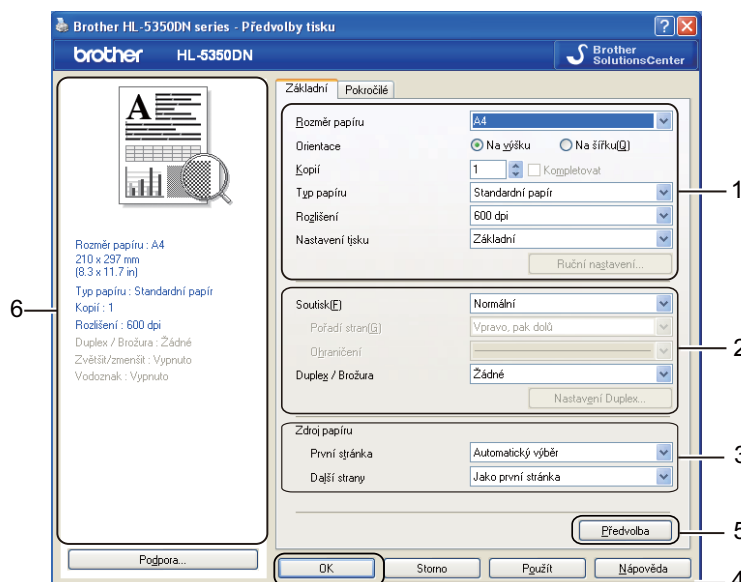 Brother HL-5350DN series - Předvolby tisku
brother HL-5350DN
Brother
SolutionsCenter
Základní Pokročilé
Rozměr papíru A4
Orientace Na výšku Na šířku(Q)
Kopií 1 Kompletovat
Typ papíru Standardní papír
1
Rozlišení 600 dpi
Nastavení tisku Základní
Ruční nastavení...
A
Rozměr papíru : A4
210 x 297 mm
(8.3 x 11.7 in)
Typ papíru : Standardní papír
Kopií : 1
Rozlišení : 600 dpi
Duplex / Brožura : Žádné
Zvětšit/zmenšit : Vypnuto
Vodoznak : Vypnuto
6
Soutisk(F) Normální
Pořadí stran(G) Vpravo, pak dolů
Ohraničení
2
Duplex / Brožura Žádné
Nastavení Duplex...
Zdroj papíru
První stránka Automatický výběr
3
Další strany Jako první stránka
Předvolba
5
Podpora... OK Storno Použít Nápověda
4